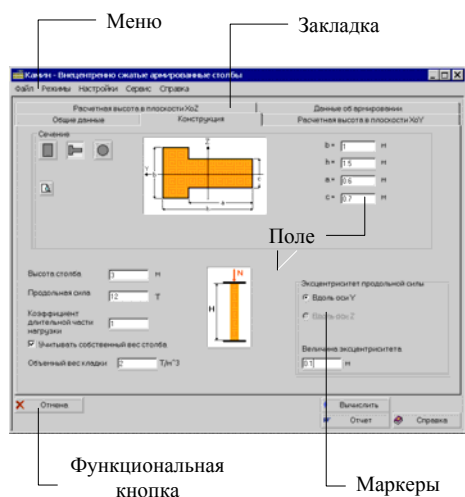 Меню
Закладка
Камин - Внецентренно сжатые армированные столбы
Файл Режимы Настройки Сервис Справка
Расчетная высота в плоскости XoZ
Данные об армировании
Общие данные
Конструкция
Расчетная высота в плоскости XoY
Сечение
Z
Y
b
c
a
b = 1 м
h = 1.5 м
a = 0.6 м
c = 0.7 м
Поле
Высота столба 3 м
Продольная сила 12 Т
Коэффициент
длительной части
нагрузки 1
Учитывать собственный вес столба
Объемный вес кладки 2 Т/м^3
N
H
Эксцентриситет продольной силы
Вдоль оси Y
Вдоль оси Z
Величина эксцентриситета
0.1 м
Отмена
Вычислить
Отчет
Справка
Функциональная
кнопка
Маркеры